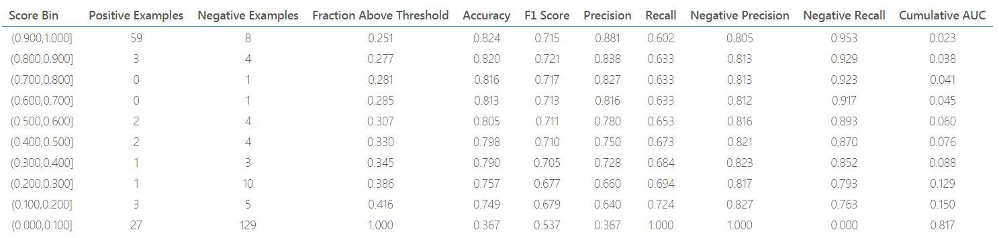 Score Bin Positive Examples Negative Examples Fraction Above Threshold Accuracy F1 Score Precision Recall Negative Precision Negative Recall Cumulative AUC
(0.900,1.000] 59 8 0.251 0.824 0.715 0.881 0.602 0.805 0.953 0.023
(0.800,0.900] 3 4 0.277 0.820 0.721 0.838 0.633 0.813 0.929 0.038
(0.700,0.800] 0 1 0.281 0.816 0.717 0.827 0.633 0.813 0.923 0.041
(0.600,0.700] 0 1 0.285 0.813 0.713 0.816 0.633 0.812 0.917 0.045
(0.500,0.600] 2 4 0.307 0.805 0.711 0.780 0.653 0.816 0.893 0.060
(0.400,0.500] 2 4 0.330 0.798 0.710 0.750 0.673 0.821 0.870 0.076
(0.300,0.400] 1 3 0.345 0.790 0.705 0.728 0.684 0.823 0.852 0.088
(0.200,0.300] 1 10 0.386 0.757 0.677 0.660 0.694 0.817 0.793 0.129
(0.100,0.200] 3 5 0.416 0.749 0.679 0.640 0.724 0.827 0.763 0.150
(0.000,0.100] 27 129 1.000 0.367 0.537 0.367 1.000 1.000 0.000 0.817